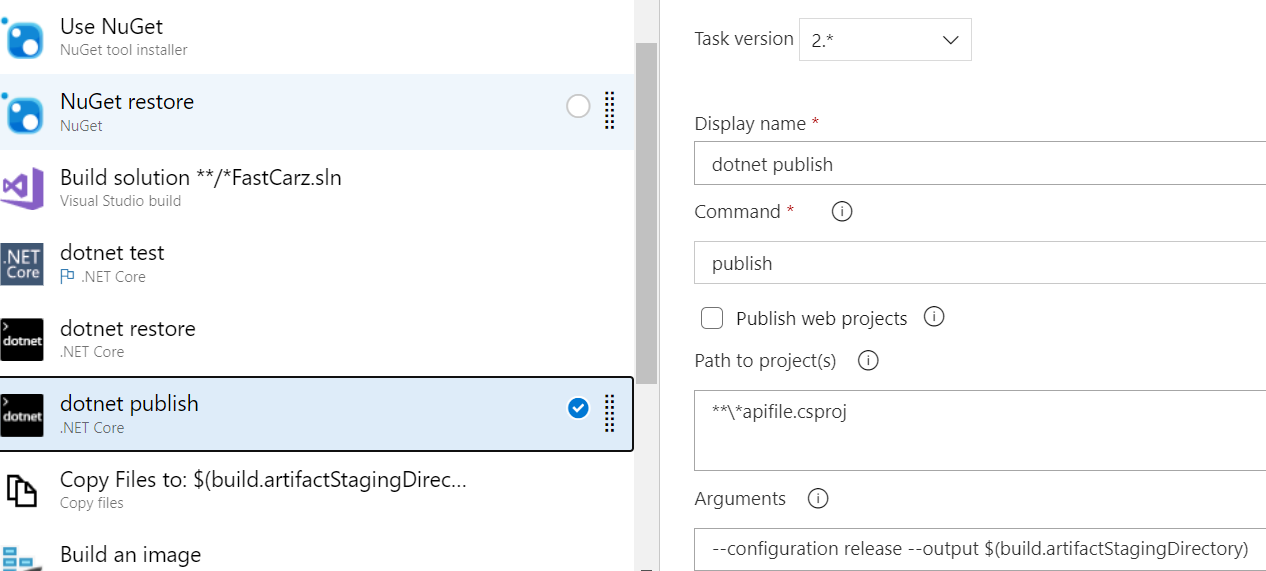 Use NuGet
NuGet tool installer
NuGet restore
NuGet
Build solution **/*FastCarz.sln
Visual Studio build
.NET
Core
dotnet test
.NET Core
>
dotnet
dotnet restore
.NET Core
>
dotnet
dotnet publish
.NET Core
Copy Files to: $(build.artifactStagingDirec...
Copy files
Build an image
Task version
2.*
Display name *
dotnet publish
Command *
publish
Publish web projects
Path to project(s)
**\*apifile.csproj
Arguments
--configuration release --output $(build.artifactStagingDirectory)